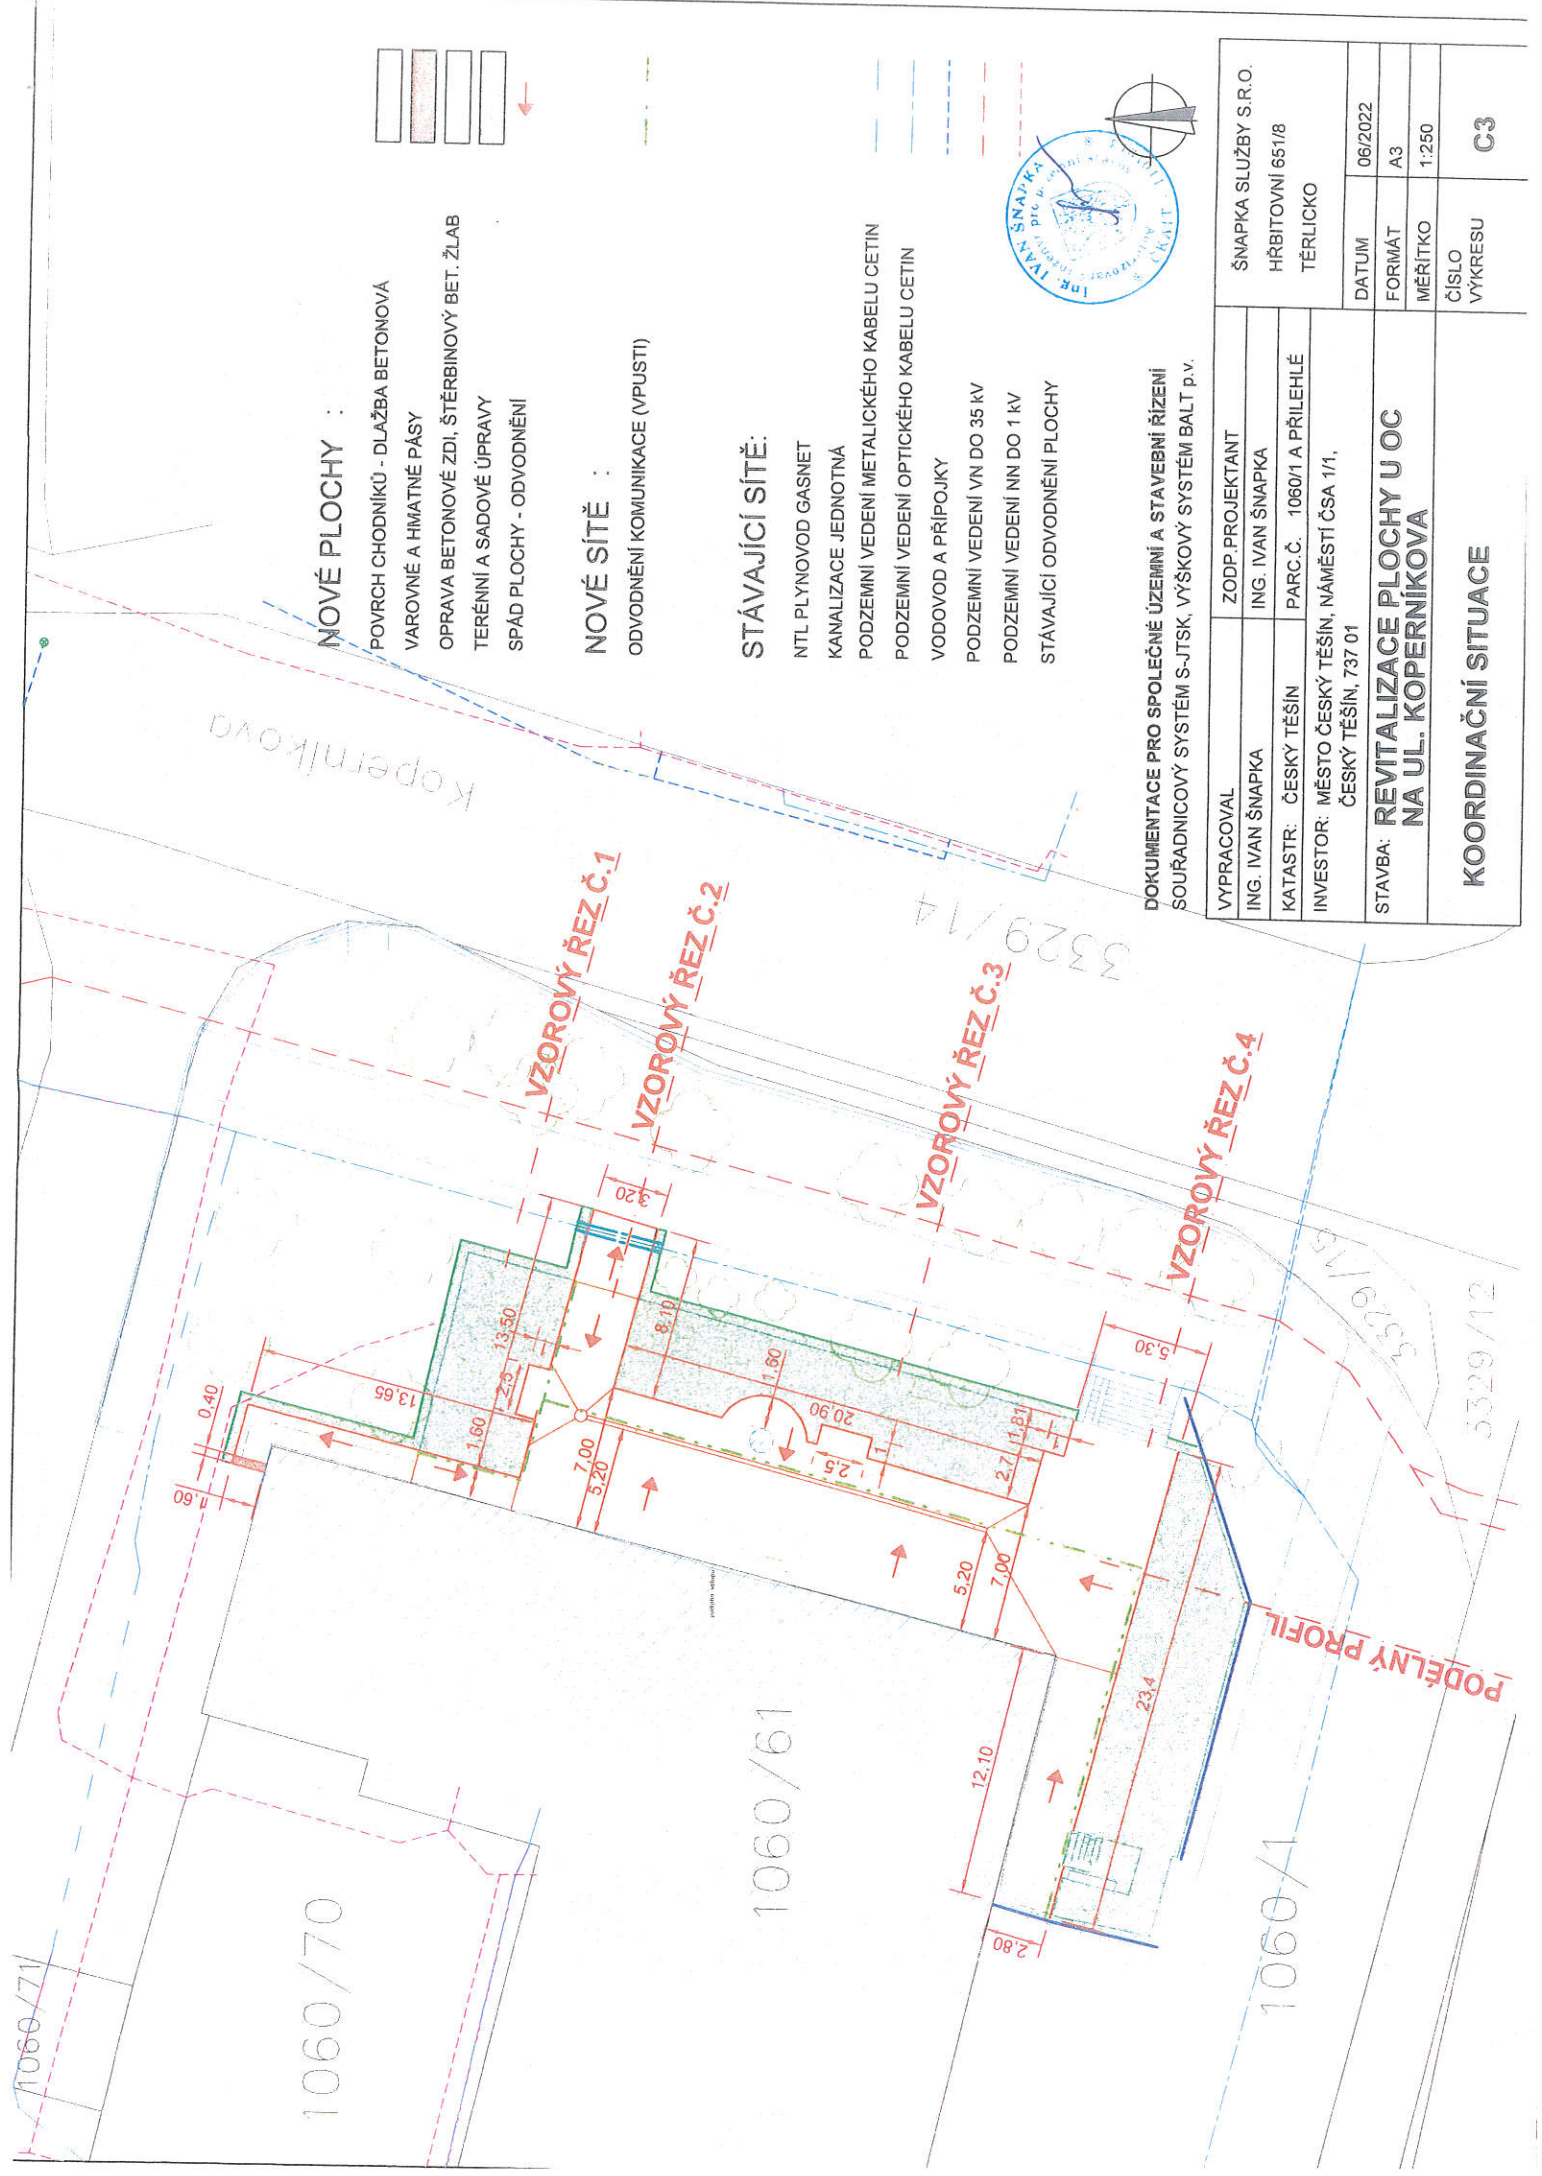 NOVÉ PLOCHY :
POVRCH CHODNÍKŮ - DLAŽBA BETONOVÁ
VAROVNÉ A HMATNÉ PÁSY
OPRAVA BETONOVÉ ZDI, ŠTĚRBINOVÝ BET. ŽLAB
TERÉNNÍ A SADOVÉ ÚPRAVY
SPÁD PLOCHY - ODVODNĚNÍ
NOVÉ SÍTĚ :
ODVODNĚNÍ KOMUNIKACE (VPUSTI)
STÁVAJÍCÍ SÍTĚ:
NTL PLYNOVOD GASNET
KANALIZACE JEDNOTNÁ
PODZEMNÍ VEDENÍ METALICKÉHO KABELU CETIN
PODZEMNÍ VEDENÍ OPTICKÉHO KABELU CETIN
VODOVOD A PŘÍPOJKY
PODZEMNÍ VEDENÍ VN DO 35 kV
PODZEMNÍ VEDENÍ NN DO 1 kV
STÁVAJÍCÍ ODVODNĚNÍ PLOCHY
Ing. IVAN ŠNAPKA
DOKUMENTACE PRO SPOLEČNÉ ÚZEMNÍ A STAVEBNÍ ŘÍZENÍ
SOUŘADNICOVÝ SYSTÉM S-JTSK, VÝŠKOVÝ SYSTÉM BALT p.v.
VYPRACOVAL
ZODP.PROJEKTANT
ING. IVAN ŠNAPKA
ING. IVAN ŠNAPKA
ŠNAPKA SLUŽBY S.R.O.
HŘBITOVNÍ 651/8
TĚRLICKO
KATASTR: ČESKÝ TĚŠÍN
PARC.Č. 1060/1 A PŘILEHLÉ
INVESTOR: MĚSTO ČESKÝ TĚŠÍN, NÁMĚSTÍ ČSA 1/1,
ČESKÝ TĚŠÍN, 737 01
DATUM 06/2022
FORMÁT A3
MĚŘÍTKO 1:250
STAVBA: REVITALIZACE PLOCHY U OC
NA UL. KOPERNÍKOVA
KOORDINAČNÍ SITUACE
ČÍSLO
VÝKRESU
C3
Koperníkova
3329/14
3329/15
3329/12
1060/71
1060/70
1060/61
1060/1
VZOROVÝ ŘEZ Č.1
VZOROVÝ ŘEZ Č.2
VZOROVÝ ŘEZ Č.3
VZOROVÝ ŘEZ Č.4
PODÉLNÝ PROFIL
0,40
1,60
13,65
1,60
2,5
13,50
3,20
8,10
7,00
5,20
1,60
20,90
2,5
1
2,7
1,81
5,30
5,20
7,00
12,10
23,4
2,80